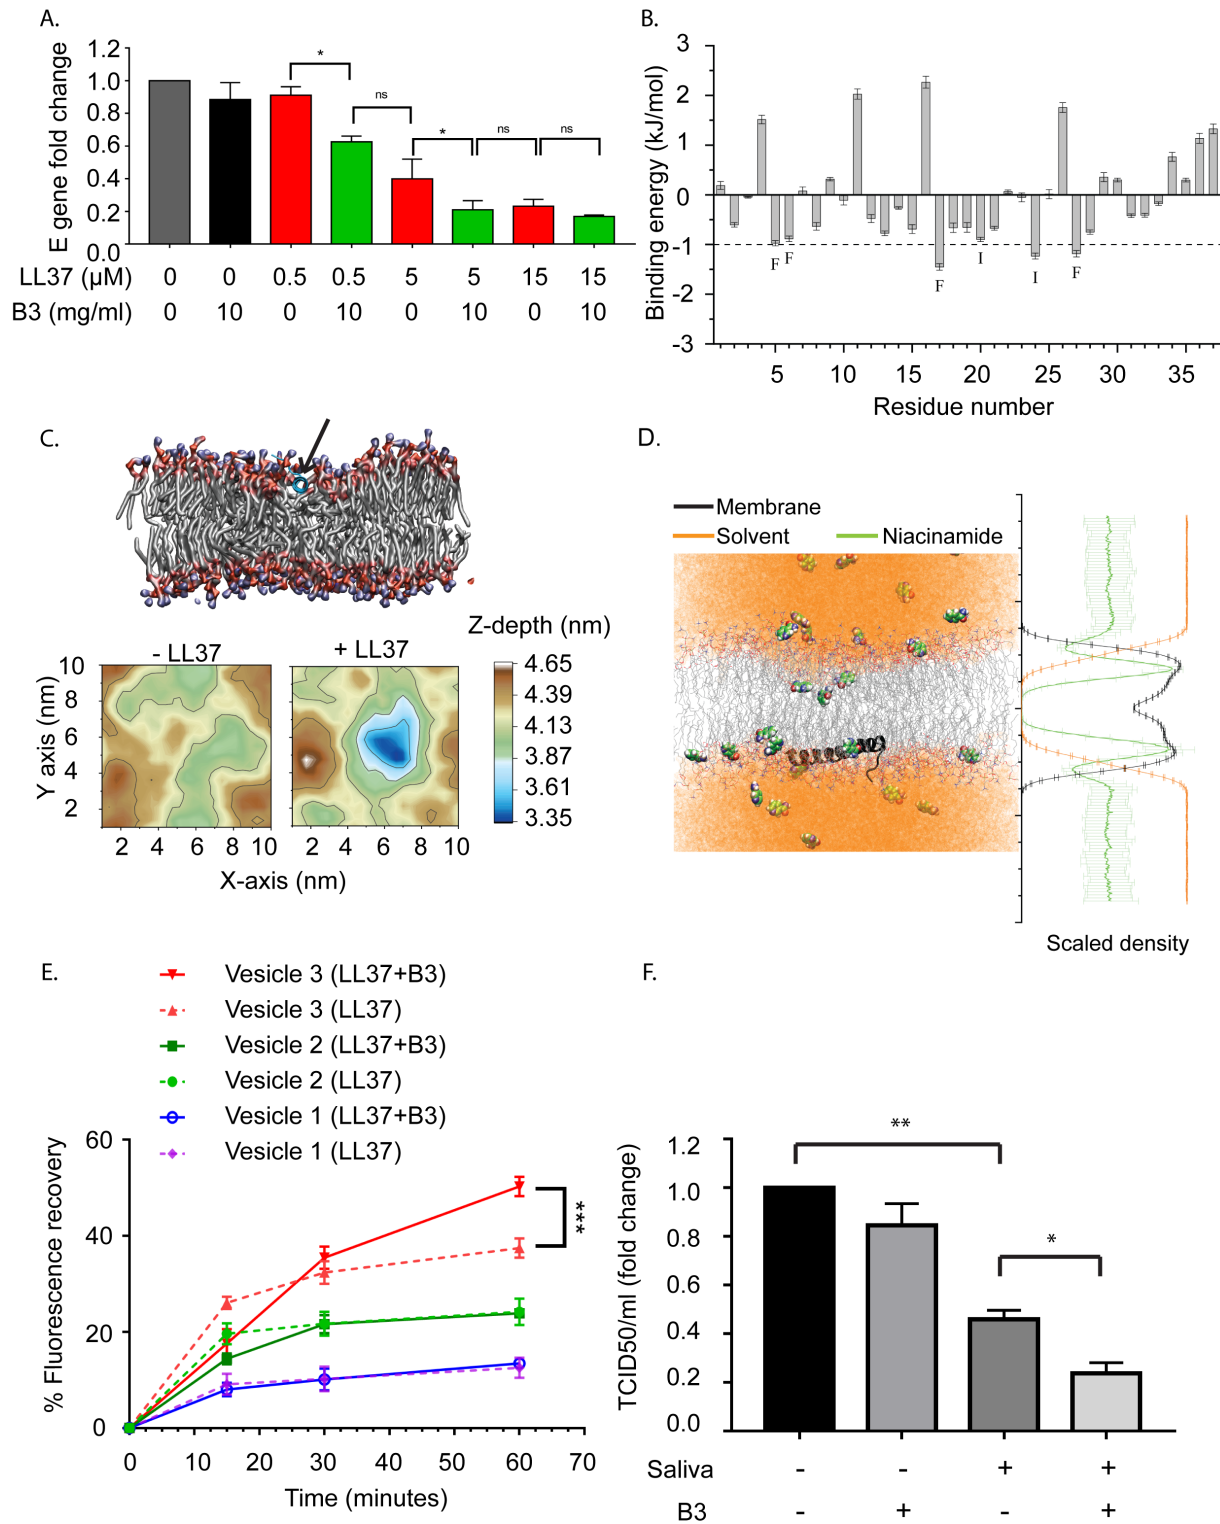 A.
E gene fold change
1.2
1.0
0.8
0.6
0.4
0.2
0.0
*
ns
*
ns
ns
LL37 (µM) 0 0 0.5 0.5 5 5 15 15
B3 (mg/ml) 0 10 0 10 0 10 0 10
B.
Binding energy (kJ/mol)
3
2
1
0
-1
-2
-3
F F F I I F
5 10 15 20 25 30 35
Residue number
C.
Z-depth (nm)
- LL37
+ LL37
Y axis (nm)
10
8
6
4
2
2 4 6 8 10
2 4 6 8 10
X-axis (nm)
4.65
4.39
4.13
3.87
3.61
3.35
D.
Membrane
Solvent
Niacinamide
Scaled density
E.
Vesicle 3 (LL37+B3)
Vesicle 3 (LL37)
Vesicle 2 (LL37+B3)
Vesicle 2 (LL37)
Vesicle 1 (LL37+B3)
Vesicle 1 (LL37)
% Fluorescence recovery
60
40
20
0
***
0 10 20 30 40 50 60 70
Time (minutes)
F.
TCID50/ml (fold change)
1.2
1.0
0.8
0.6
0.4
0.2
0.0
**
*
Saliva - - + +
B3 - + - +